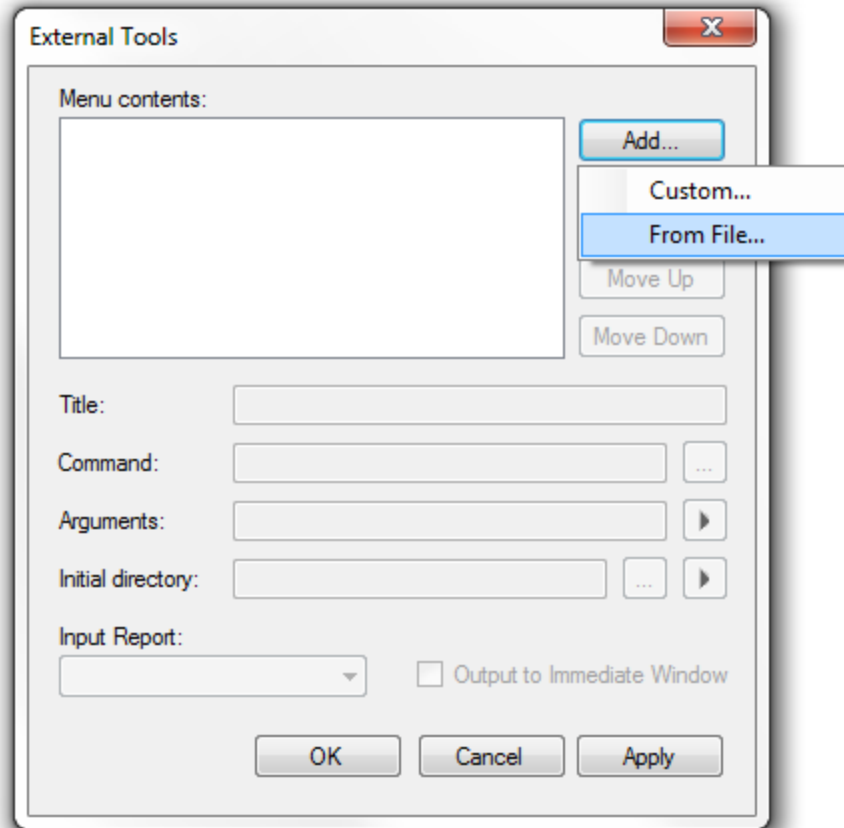 External Tools
Menu contents:
Add...
Custom...
From File...
Move Up
Move Down
Title:
Command:
...
Arguments:
Initial directory:
...
Input Report:
Output to Immediate Window
OK Cancel Apply